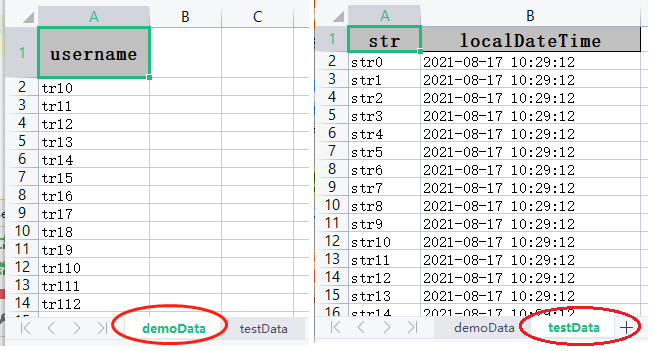 A B C
1 username
2 tr10
3 tr11
4 tr12
5 tr13
6 tr14
7 tr15
8 tr16
9 tr17
10 tr18
11 tr19
12 tr110
13 tr111
14 tr112
demoData testData
A B
1 str localDateTime
2 str0 2021-08-17 10:29:12
3 str1 2021-08-17 10:29:12
4 str2 2021-08-17 10:29:12
5 str3 2021-08-17 10:29:12
6 str4 2021-08-17 10:29:12
7 str5 2021-08-17 10:29:12
8 str6 2021-08-17 10:29:12
9 str7 2021-08-17 10:29:12
10 str8 2021-08-17 10:29:12
11 str9 2021-08-17 10:29:12
12 str10 2021-08-17 10:29:12
13 str11 2021-08-17 10:29:12
14 str12 2021-08-17 10:29:12
15 str13 2021-08-17 10:29:12
16 str14 2021-08-17 10:29:12
demoData testData